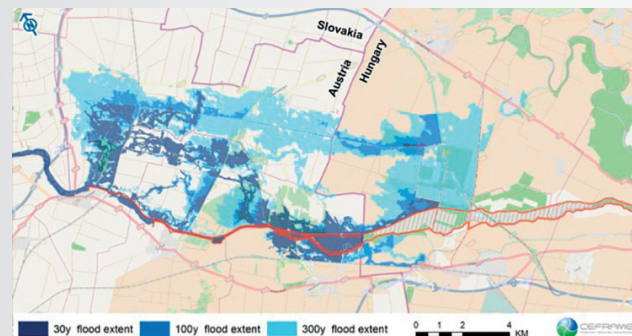 Slovakia
Austria
Hungary
30y flood extent
100y flood extent
300y flood extent
0 1 2 4
KM
CEFRAME